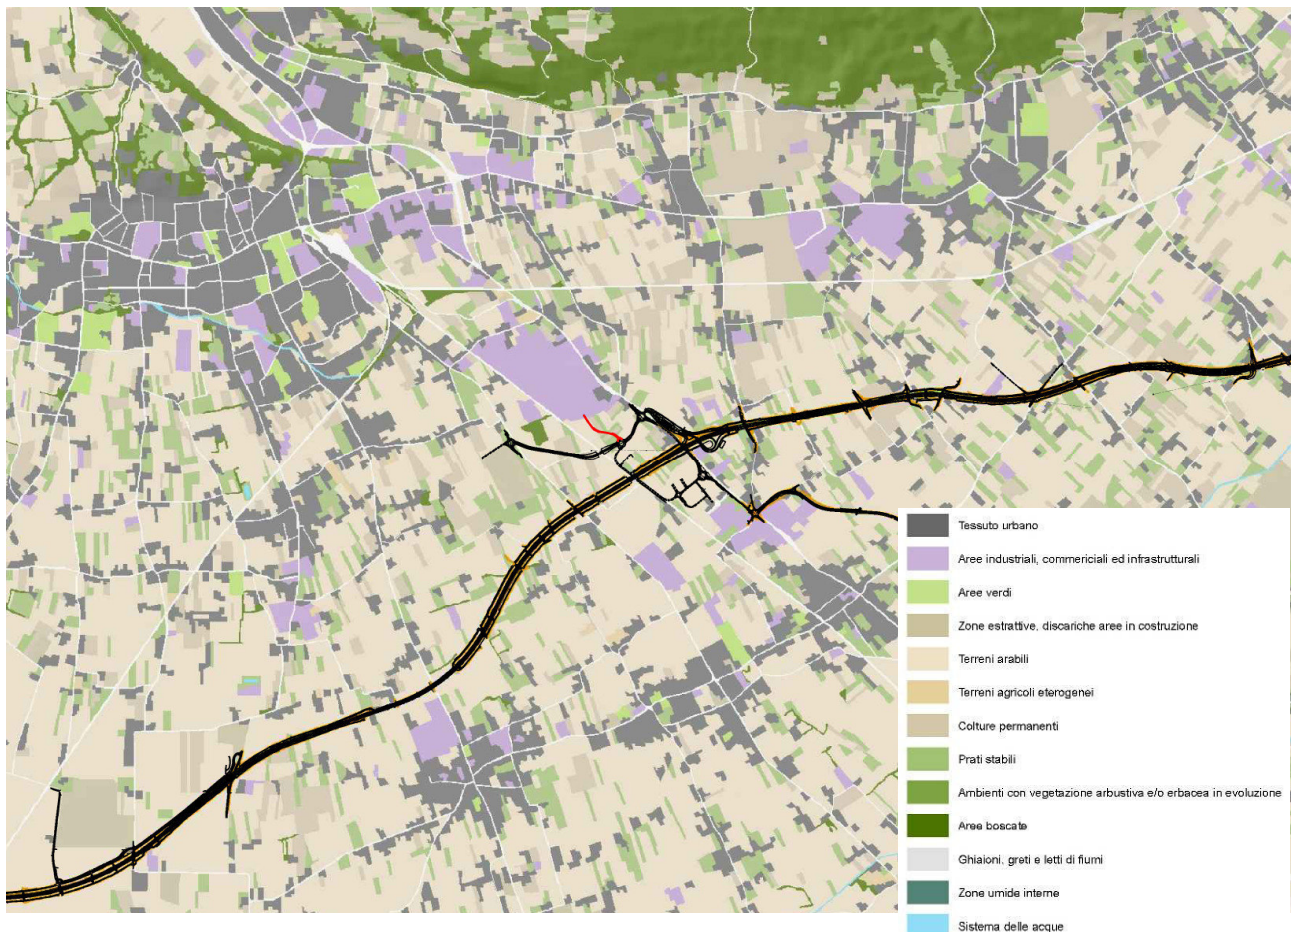 Tessuto urbano
Aree industriali, commericiali ed infrastrutturali
Aree verdi
Zone estrattive, discariche aree in costruzione
Terreni arabili
Terreni agricoli eterogenei
Colture permanenti
Prati stabili
Ambienti con vegetazione arbustiva e/o erbacea in evoluzione
Aree boscate
Ghiaioni, greti e letti di fiumi
Zone umide interne
Sistema delle acque